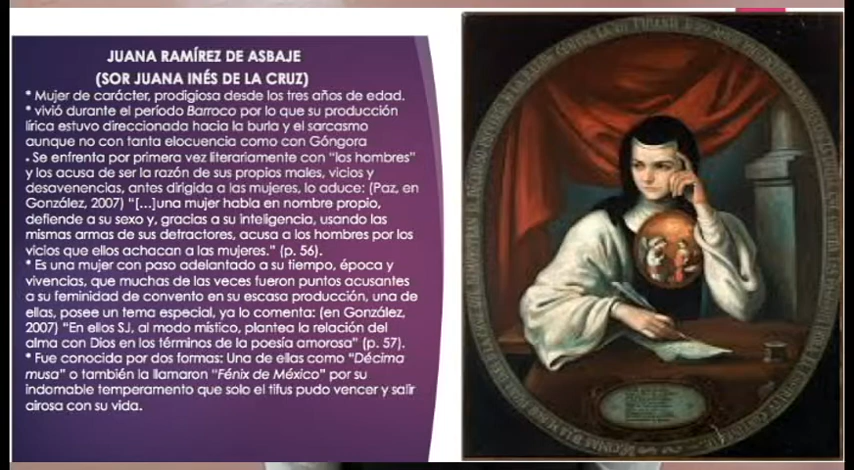 JUANA RAMÍREZ DE ASBAJE
(SOR JUANA INÉS DE LA CRUZ)
* Mujer de carácter, prodigiosa desde los tres años de edad.
* vivió durante el período Barroco por lo que su producción
lírica estuvo direccionada hacia la burla y el sarcasmo
aunque no con tanta elocuencia como con Góngora
. Se enfrenta por primera vez literariamente con "los hombres"
y los acusa de ser la razón de sus propios males, vicios y
desavenencias, antes dirigida a las mujeres, lo aduce: (Paz, en
González, 2007) "[...]una mujer habla en nombre propio,
defiende a su sexo y, gracias a su inteligencia, usando las
mismas armas de sus detractores, acusa a los hombres por los
vicios que ellos achacan a las mujeres." (p. 56).
* Es una mujer con paso adelantado a su tiempo, época y
vivencias, que muchas de las veces fueron puntos acusantes
a su feminidad de convento en su escasa producción, una de
ellas, posee un tema especial, ya lo comenta: (en González,
2007) "En ellos SJ, al modo místico, plantea la relación del
alma con Dios en los términos de la poesía amorosa" (p. 57).
* Fue conocida por dos formas: Una de ellas como "Décima
musa" o también la llamaron "Fénix de México" por su
indomable temperamento que solo el tifus pudo vencer y salir
airosa con su vida.